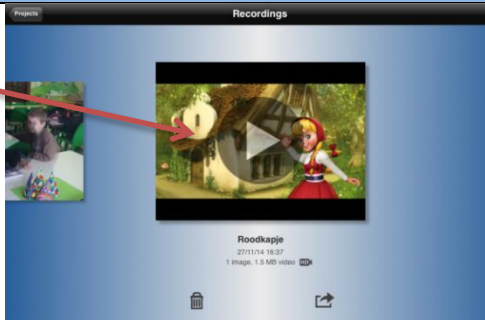 Projects
Recordings
Roodkapje
27/11/14 16:37
1 image, 1.5 MB video HD